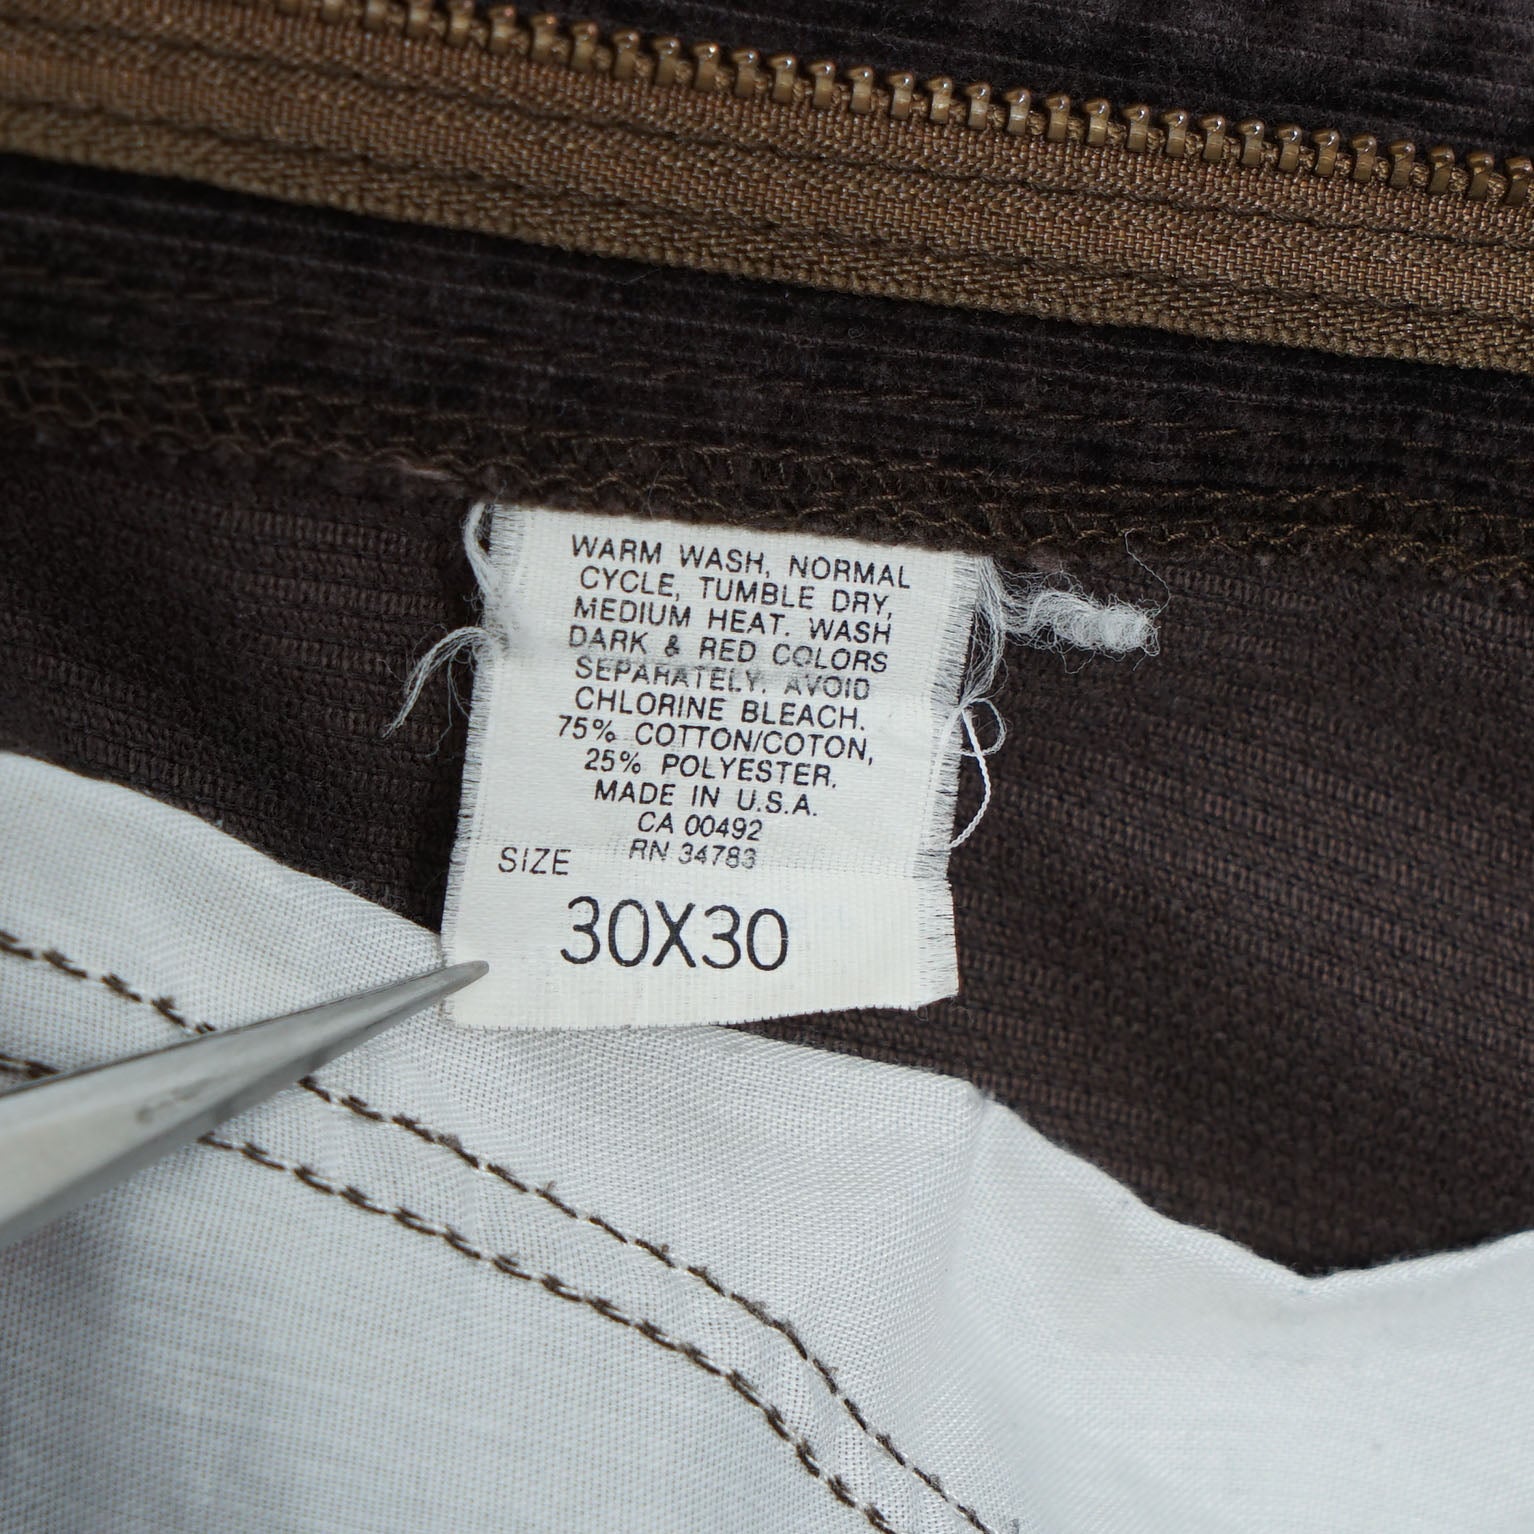 WARM WASH, NORMAL
CYCLE, TUMBLE DRY,
MEDIUM HEAT. WASH
DARK & RED COLORS
SEPARATELY. AVOID
CHLORINE BLEACH.
75% COTTON/COTON,
25% POLYESTER.
MADE IN U.S.A.
CA 00492
RN 34783
SIZE
30X30